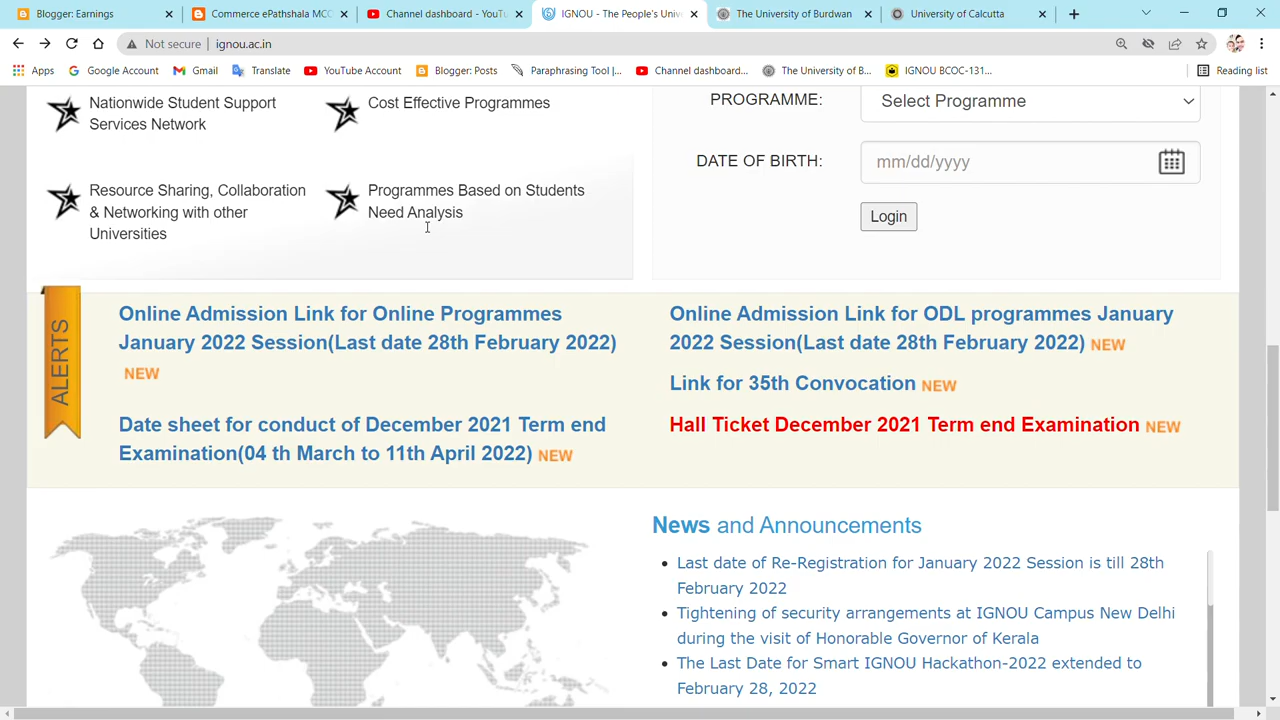 Blogger: Earnings
Commerce ePathshala MCC
Channel dashboard - YouTu
IGNOU - The People's Univ
The University of Burdwan
University of Calcutta
Not secure | ignou.ac.in
Apps
Google Account
Gmail
Translate
YouTube Account
Blogger: Posts
Paraphrasing Tool |...
Channel dashboard...
The University of B...
IGNOU BCOC-131...
Reading list
Nationwide Student Support
Services Network
Cost Effective Programmes
Resource Sharing, Collaboration
& Networking with other
Universities
Programmes Based on Students
Need Analysis
PROGRAMME:
Select Programme
DATE OF BIRTH:
mm/dd/yyyy
Login
ALERTS
Online Admission Link for Online Programmes
January 2022 Session(Last date 28th February 2022)
NEW
Date sheet for conduct of December 2021 Term end
Examination(04 th March to 11th April 2022) NEW
Online Admission Link for ODL programmes January
2022 Session(Last date 28th February 2022) NEW
Link for 35th Convocation NEW
Hall Ticket December 2021 Term end Examination NEW
News and Announcements
Last date of Re-Registration for January 2022 Session is till 28th
February 2022
Tightening of security arrangements at IGNOU Campus New Delhi
during the visit of Honorable Governor of Kerala
The Last Date for Smart IGNOU Hackathon-2022 extended to
February 28, 2022